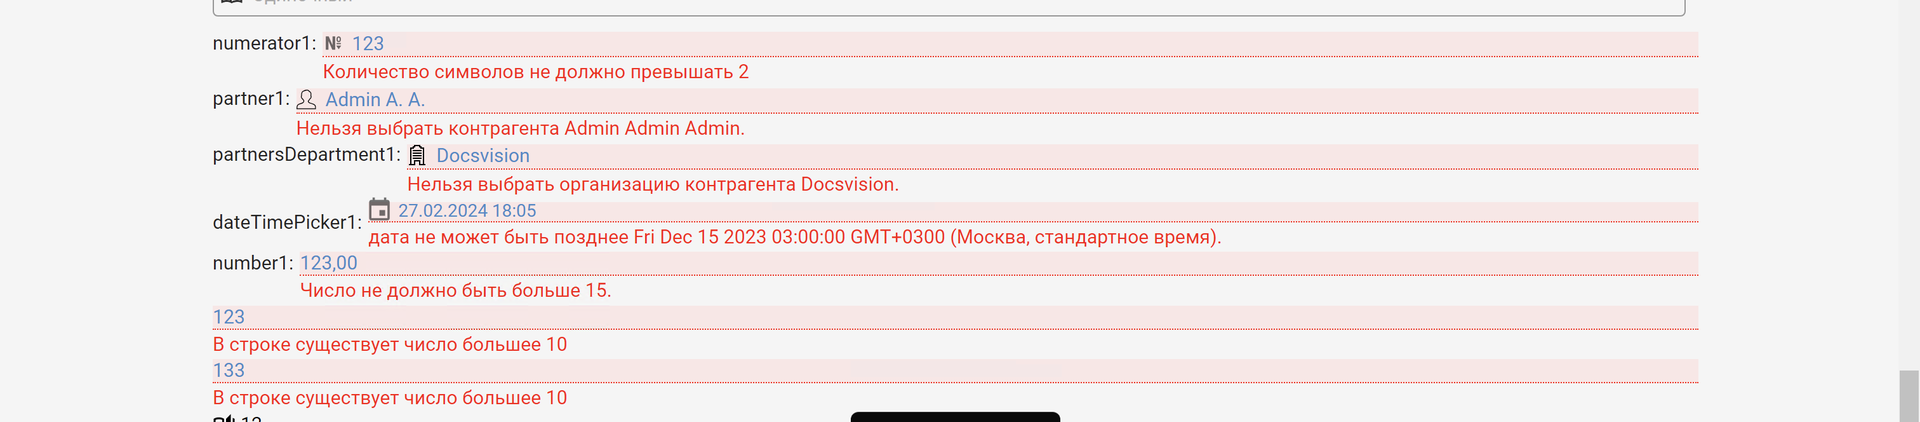 numerator1: № 123
Количество символов не должно превышать 2
partner1: Admin A. A.
Нельзя выбрать контрагента Admin Admin Admin.
partnersDepartment1: Docsvision
Нельзя выбрать организацию контрагента Docsvision.
dateTimePicker1: 27.02.2024 18:05
дата не может быть позднее Fri Dec 15 2023 03:00:00 GMT+0300 (Москва, стандартное время).
number1: 123,00
Число не должно быть больше 15.
123
В строке существует число большее 10
133
В строке существует число большее 10